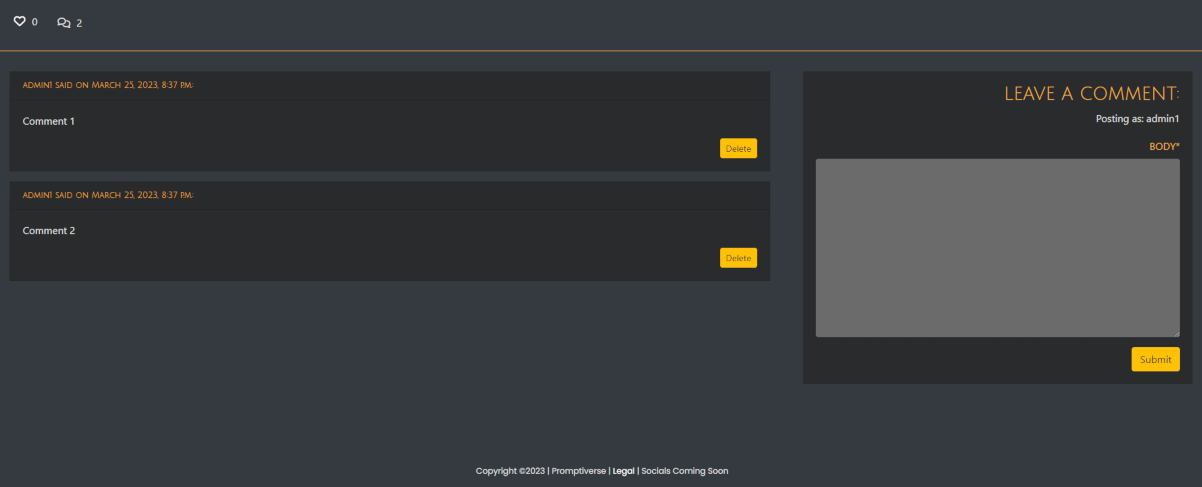 0 2
admin1 said on March 25, 2023, 8:37 p.m.:
Comment 1
Delete
admin1 said on March 25, 2023, 8:37 p.m.:
Comment 2
Delete
LEAVE A COMMENT:
Posting as: admin1
BODY*
Submit
Copyright ©2023 | Promptiverse | Legal | Socials Coming Soon